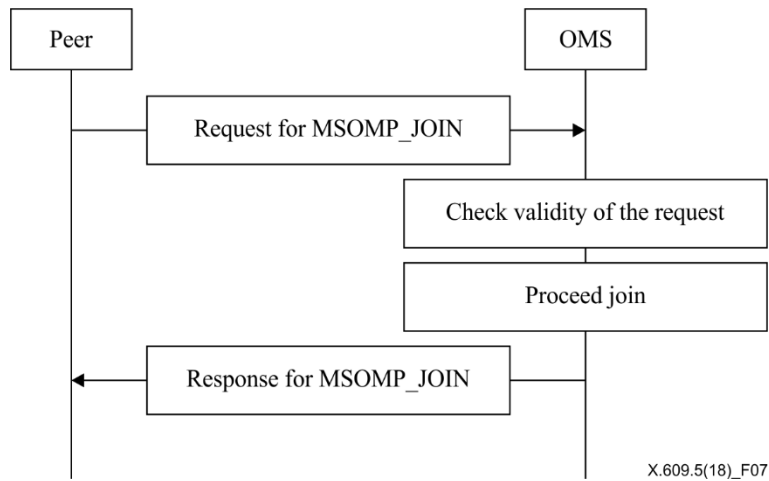 Peer
OMS
Request for MSOMP_JOIN
Check validity of the request
Proceed join
Response for MSOMP_JOIN
X.609.5(18)_F07